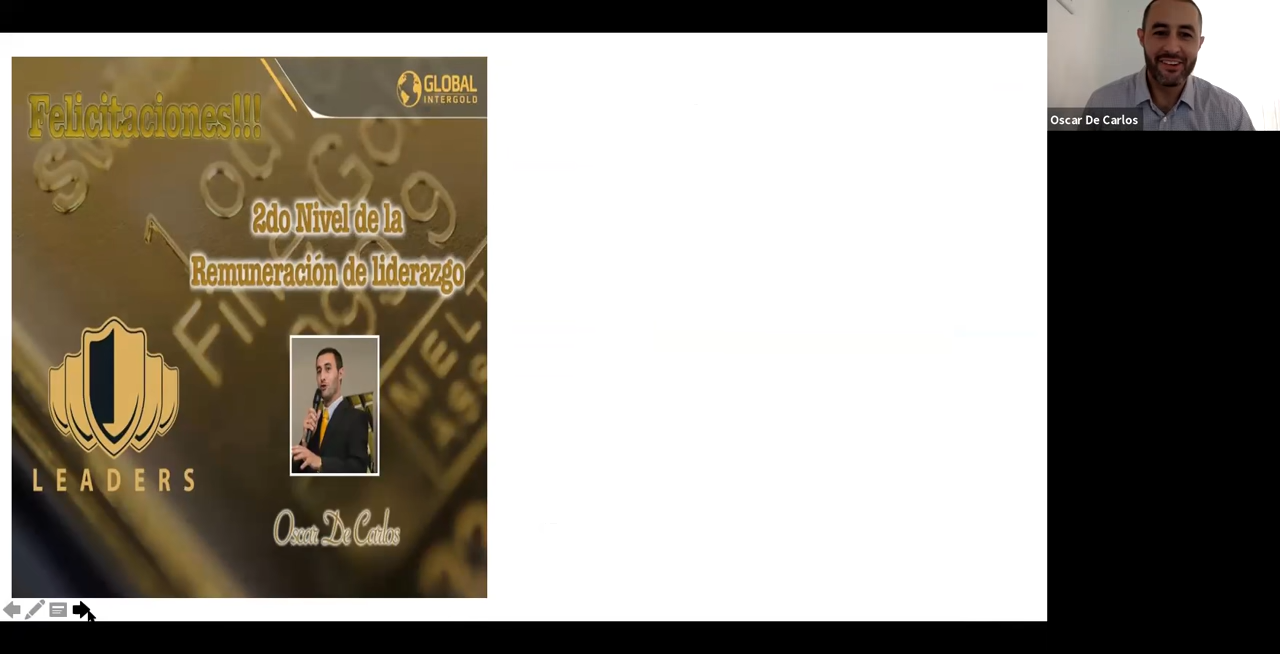 Felicitaciones!!!
GLOBAL
INTERGOLD
2do Nivel de la
Remuneración de liderazgo
LEADERS
Oscar De Carlos
Oscar De Carlos